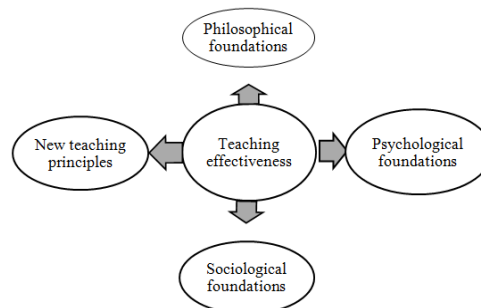 Philosophical
foundations
New teaching
principles
Teaching
effectiveness
Psychological
foundations
Sociological
foundations